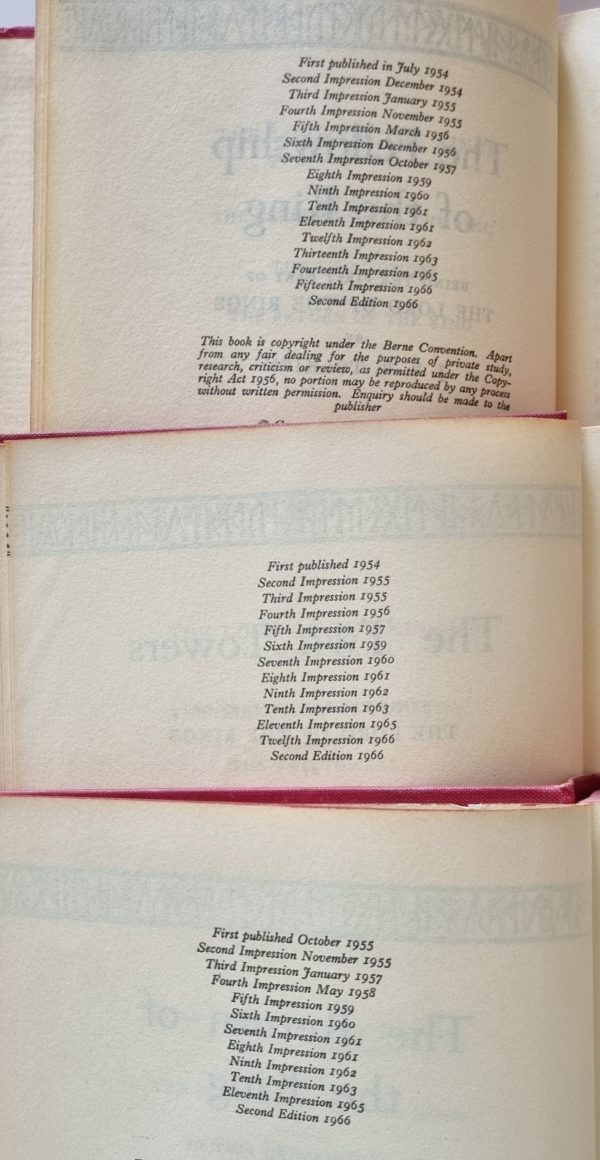 First published in July 1954
Second Impression December 1954
Third Impression January 1955
Fourth Impression November 1955
Fifth Impression March 1956
Sixth Impression December 1956
Seventh Impression October 1957
Eighth Impression 1959
Ninth Impression 1960
Tenth Impression 1961
Eleventh Impression 1961
Twelfth Impression 1962
Thirteenth Impression 1963
Fourteenth Impression 1965
Fifteenth Impression 1966
Second Edition 1966
This book is copyright under the Berne Convention. Apart
from any fair dealing for the purposes of private study,
research, criticism or review, as permitted under the Copy-
right Act 1956, no portion may be reproduced by any process
without written permission. Enquiry should be made to the
publisher
First published 1954
Second Impression 1955
Third Impression 1955
Fourth Impression 1956
Fifth Impression 1957
Sixth Impression 1959
Seventh Impression 1960
Eighth Impression 1961
Ninth Impression 1962
Tenth Impression 1963
Eleventh Impression 1965
Twelfth Impression 1966
Second Edition 1966
First published October 1955
Second Impression November 1955
Third Impression January 1957
Fourth Impression May 1958
Fifth Impression 1959
Sixth Impression 1960
Seventh Impression 1961
Eighth Impression 1961
Ninth Impression 1962
Tenth Impression 1963
Eleventh Impression 1965
Second Edition 1966